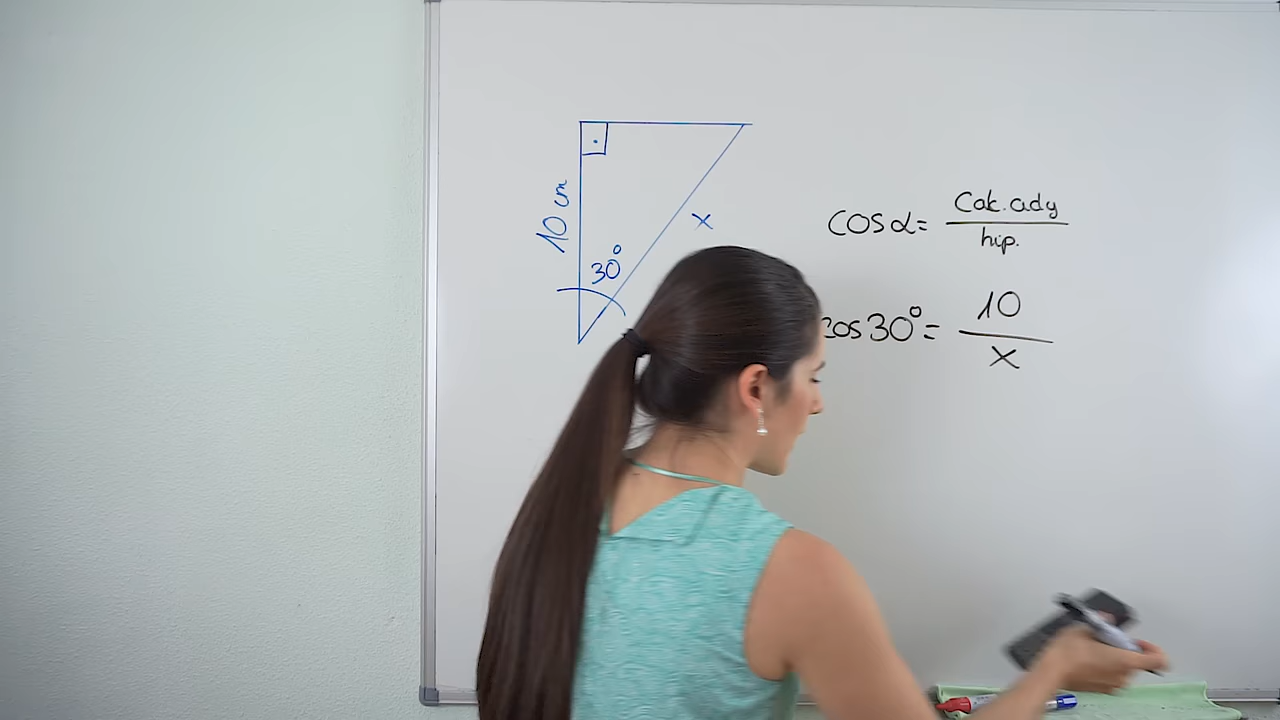 10 cm
30°
x
cos α = Cat. ady / hip.
cos 30° = 10 / x